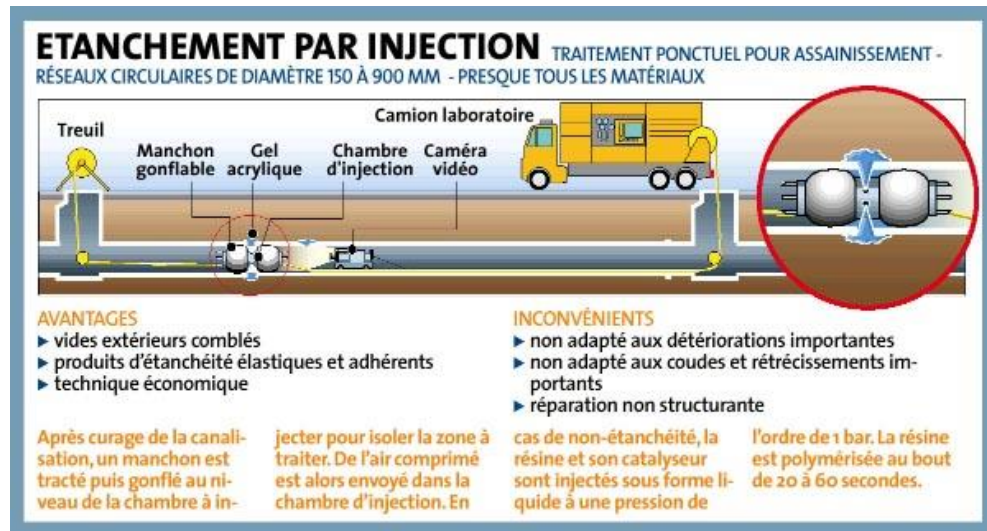 ETANCHEMENT PAR INJECTION TRAITEMENT PONCTUEL POUR ASSAINISSEMENT -
RÉSEAUX CIRCULAIRES DE DIAMÈTRE 150 À 900 MM - PRESQUE TOUS LES MATÉRIAUX
Camion laboratoire
Treuil
Manchon
gonflable
Gel
acrylique
Chambre
d'injection
Caméra
vidéo
AVANTAGES
▶ vides extérieurs comblés
▶ produits d'étanchéité élastiques et adhérents
▶ technique économique
INCONVÉNIENTS
▶ non adapté aux détériorations importantes
▶ non adapté aux coudes et rétrécissements im-
portants
▶ réparation non structurante
Après curage de la canali-
sation, un manchon est
tracté puis gonflé au ni-
veau de la chambre à in-
jecter pour isoler la zone à
traiter. De l'air comprimé
est alors envoyé dans la
chambre d'injection. En
cas de non-étanchéité, la
résine et son catalyseur
sont injectés sous forme li-
quide à une pression de
l'ordre de 1 bar. La résine
est polymérisée au bout
de 20 à 60 secondes.